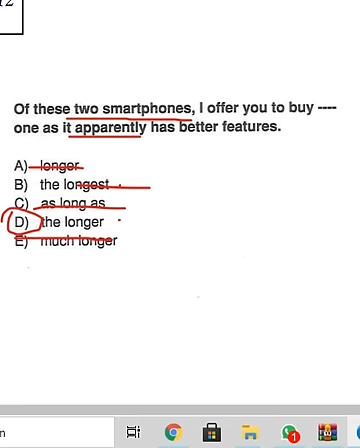 12
Of these two smartphones, I offer you to buy ----
one as it apparently has better features.
A) longer
B) the longest
C) as long as
D) the longer
E) much longer
n
1